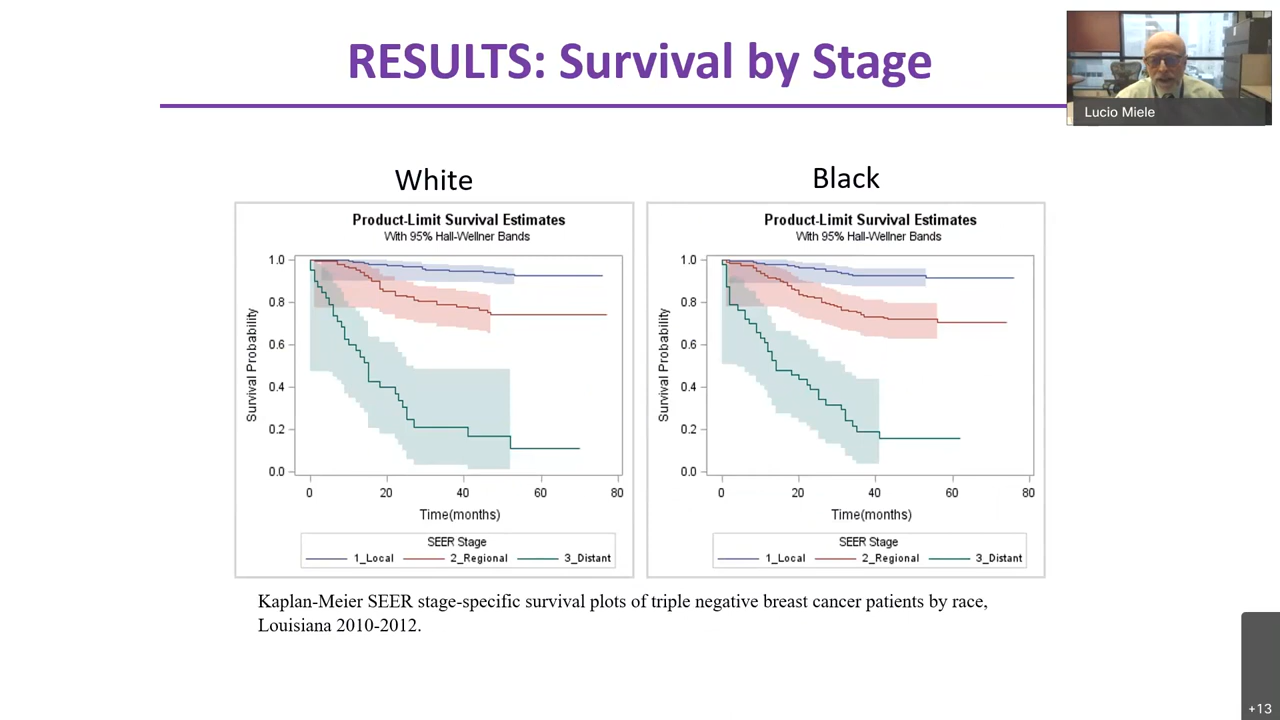 RESULTS: Survival by Stage
Lucio Miele
White
Black
Product-Limit Survival Estimates
With 95% Hall-Wellner Bands
1.0
0.8
0.6
0.4
0.2
0.0
Survival Probability
0 20 40 60 80
Time(months)
SEER Stage
1_Local 2_Regional 3_Distant
Product-Limit Survival Estimates
With 95% Hall-Wellner Bands
1.0
0.8
0.6
0.4
0.2
0.0
Survival Probability
0 20 40 60 80
Time(months)
SEER Stage
1_Local 2_Regional 3_Distant
Kaplan-Meier SEER stage-specific survival plots of triple negative breast cancer patients by race,
Louisiana 2010-2012.
+13